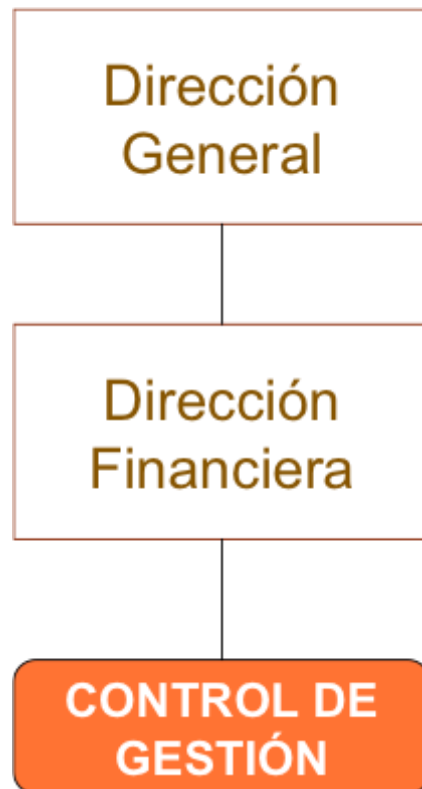 Dirección
General
Dirección
Financiera
CONTROL DE
GESTIÓN